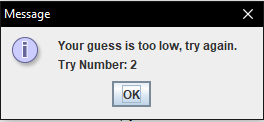 Message
Your guess is too low, try again.
Try Number: 2
OK